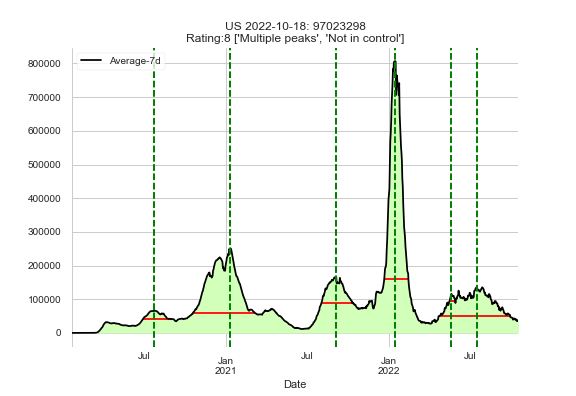 US 2022-10-18: 97023298
Rating:8 ['Multiple peaks', 'Not in control']
Average-7d
800000
700000
600000
500000
400000
300000
200000
100000
0
Jul
Jan
2021
Jul
Jan
2022
Jul
Date